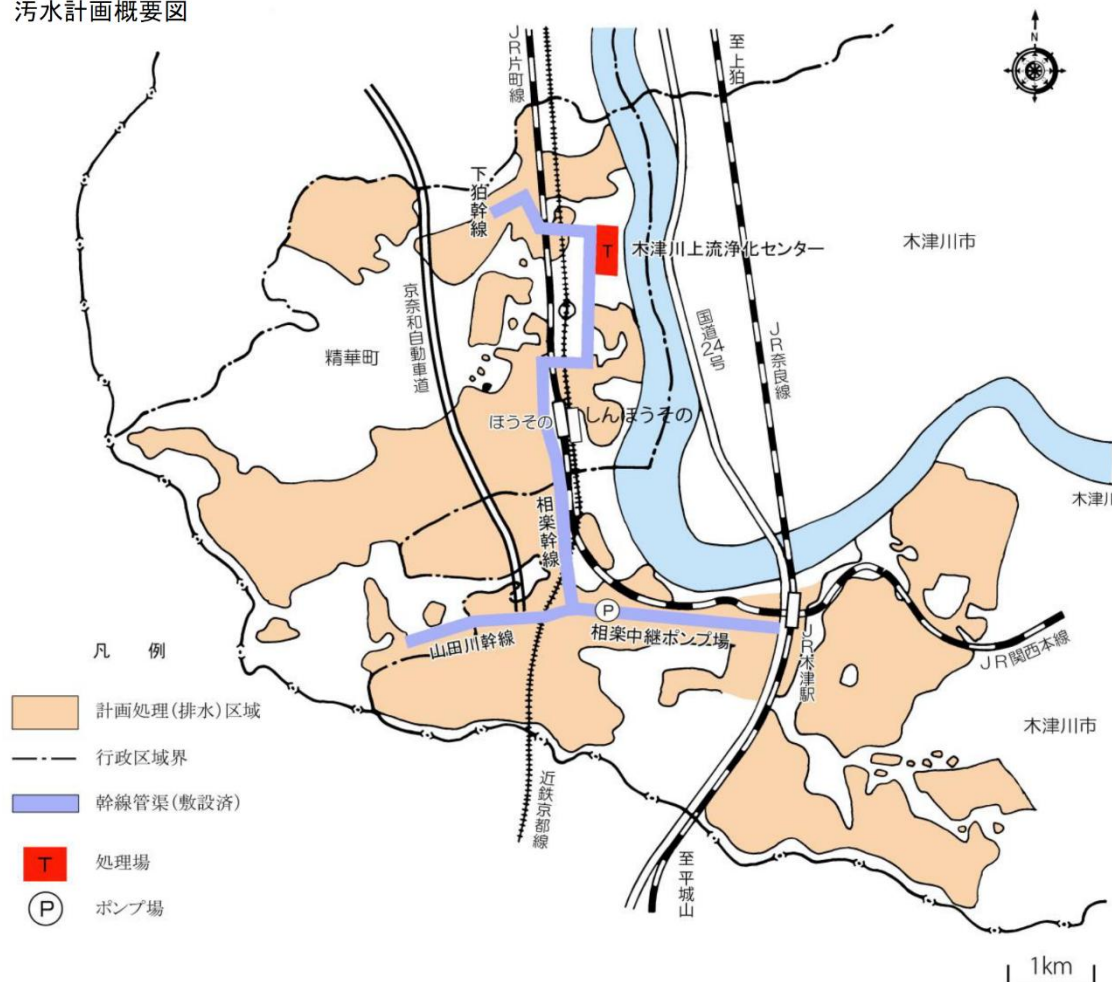 汚水計画概要図
JR片町線
至上狛
N
下狛幹線
T
木津川上流浄化センター
木津川市
京奈和自動車道
国道24号
JR奈良線
精華町
ほうその
しんほうその
木津川
相楽幹線
P
相楽中継ポンプ場
山田川幹線
JR木津駅
JR関西本線
木津川市
近鉄京都線
至平城山
凡 例
計画処理(排水)区域
行政区域界
幹線管渠(敷設済)
T 処理場
P ポンプ場
1km